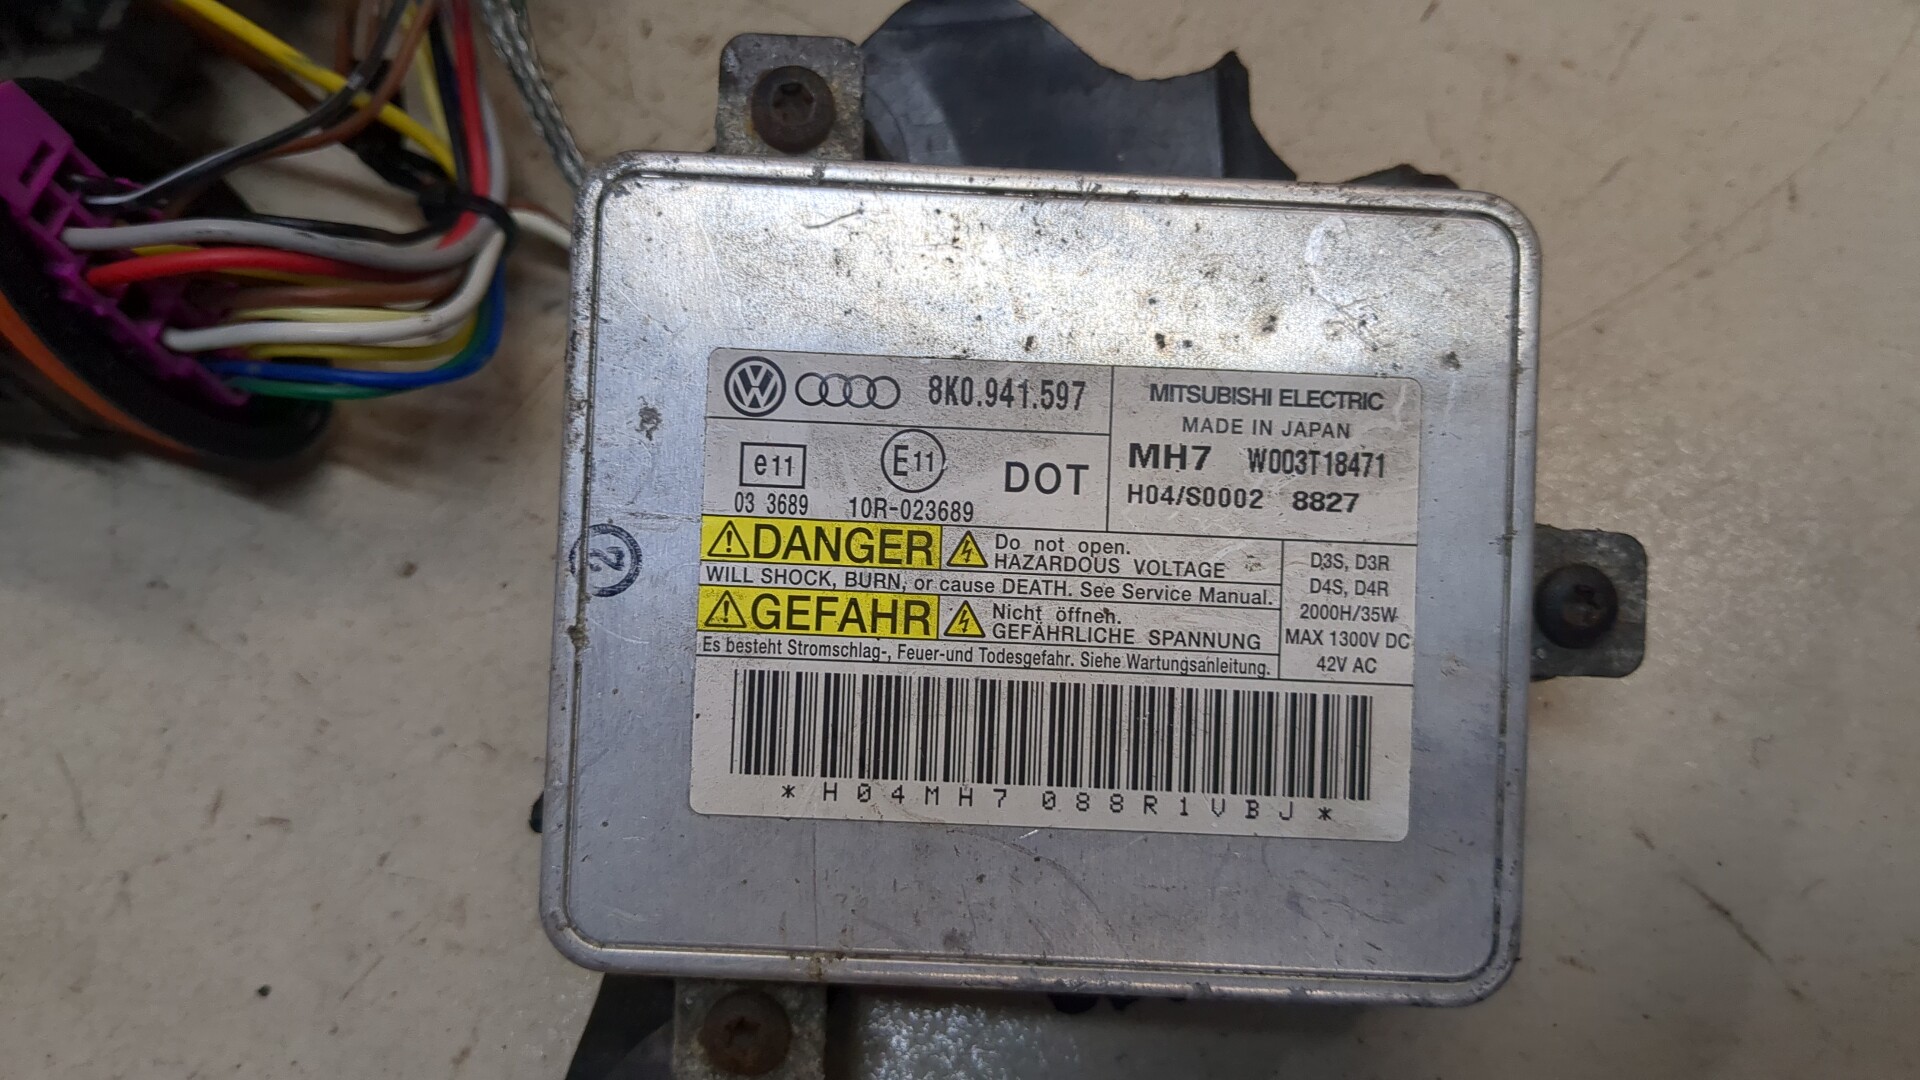 8K0.941.597
MITSUBISHI ELECTRIC
MADE IN JAPAN
MH7 W003T18471
H04/S0002 8827
e11
E11
DOT
03 3689
10R-023689
DANGER
Do not open.
HAZARDOUS VOLTAGE
WILL SHOCK, BURN, or cause DEATH. See Service Manual.
GEFAHR
Nicht öffnen.
GEFÄHRLICHE SPANNUNG
Es besteht Stromschlag-, Feuer-und Todesgefahr. Siehe Wartungsanleitung.
D3S, D3R
D4S, D4R
2000H/35W
MAX 1300V DC
42V AC
*H04MH7 088R1VBJ*
2